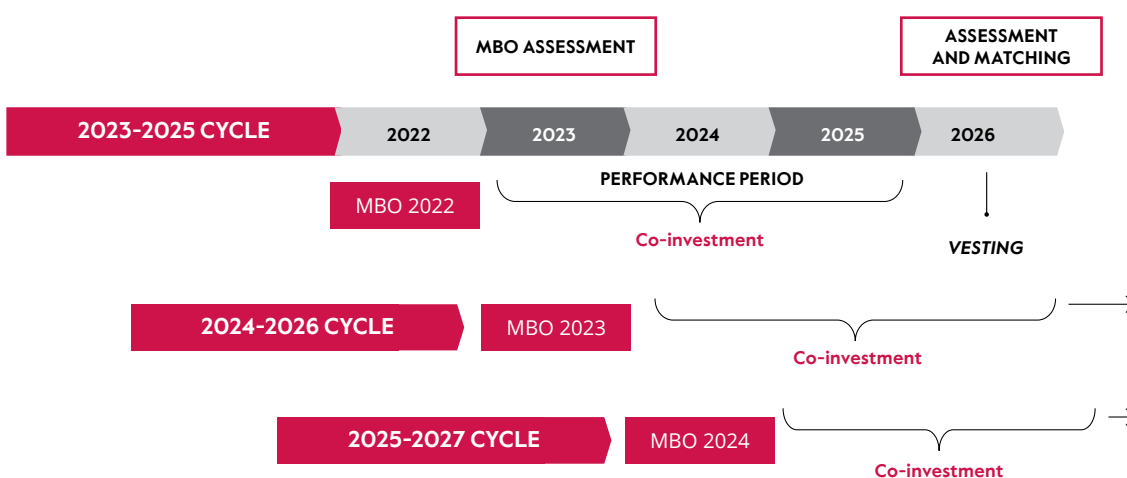 MBO ASSESSMENT
ASSESSMENT
AND MATCHING
2023-2025 CYCLE
2022
2023
2024
2025
2026
PERFORMANCE PERIOD
MBO 2022
Co-investment
VESTING
2024-2026 CYCLE
MBO 2023
Co-investment
2025-2027 CYCLE
MBO 2024
Co-investment